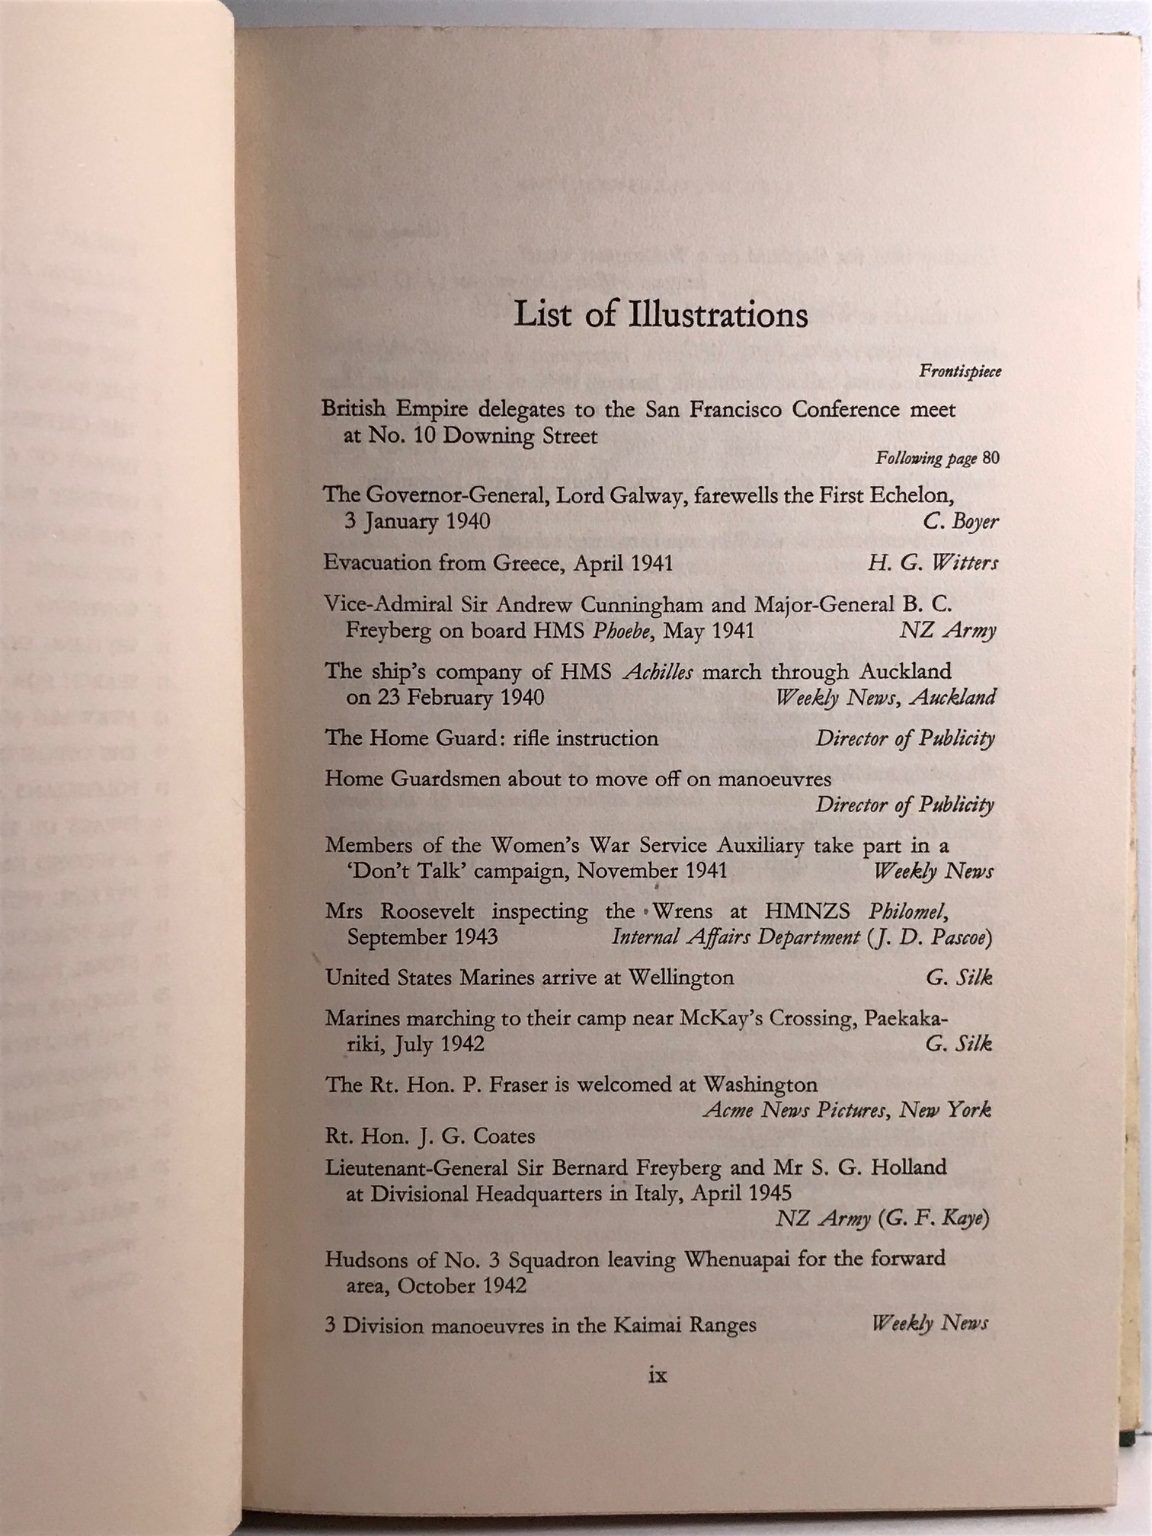 List of Illustrations
Frontispiece
British Empire delegates to the San Francisco Conference meet
at No. 10 Downing Street
Following page 80
The Governor-General, Lord Galway, farewells the First Echelon,
3 January 1940 C. Boyer
Evacuation from Greece, April 1941 H. G. Witters
Vice-Admiral Sir Andrew Cunningham and Major-General B. C.
Freyberg on board HMS Phoebe, May 1941 NZ Army
The ship's company of HMS Achilles march through Auckland
on 23 February 1940 Weekly News, Auckland
The Home Guard: rifle instruction Director of Publicity
Home Guardsmen about to move off on manoeuvres
Director of Publicity
Members of the Women's War Service Auxiliary take part in a
'Don't Talk' campaign, November 1941 Weekly News
Mrs Roosevelt inspecting the Wrens at HMNZS Philomel,
September 1943 Internal Affairs Department (J. D. Pascoe)
United States Marines arrive at Wellington G. Silk
Marines marching to their camp near McKay's Crossing, Paekaka-
riki, July 1942 G. Silk
The Rt. Hon. P. Fraser is welcomed at Washington
Acme News Pictures, New York
Rt. Hon. J. G. Coates
Lieutenant-General Sir Bernard Freyberg and Mr S. G. Holland
at Divisional Headquarters in Italy, April 1945
NZ Army (G. F. Kaye)
Hudsons of No. 3 Squadron leaving Whenuapai for the forward
area, October 1942
3 Division manoeuvres in the Kaimai Ranges Weekly News
ix